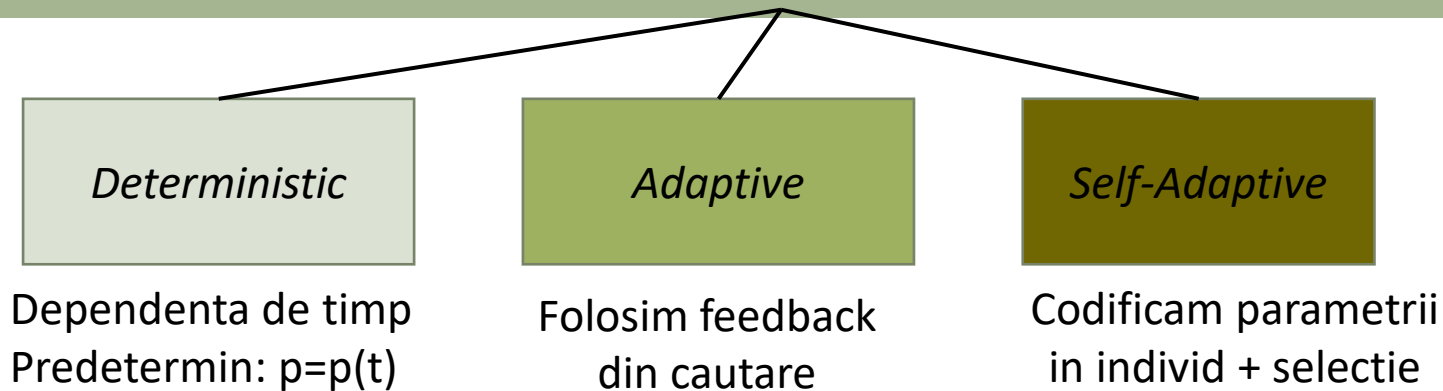 Deterministic
Adaptive
Self-Adaptive
Dependenta de timp
Predetermin: p=p(t)
Folosim feedback
din cautare
Codificam parametrii
in individ + selectie